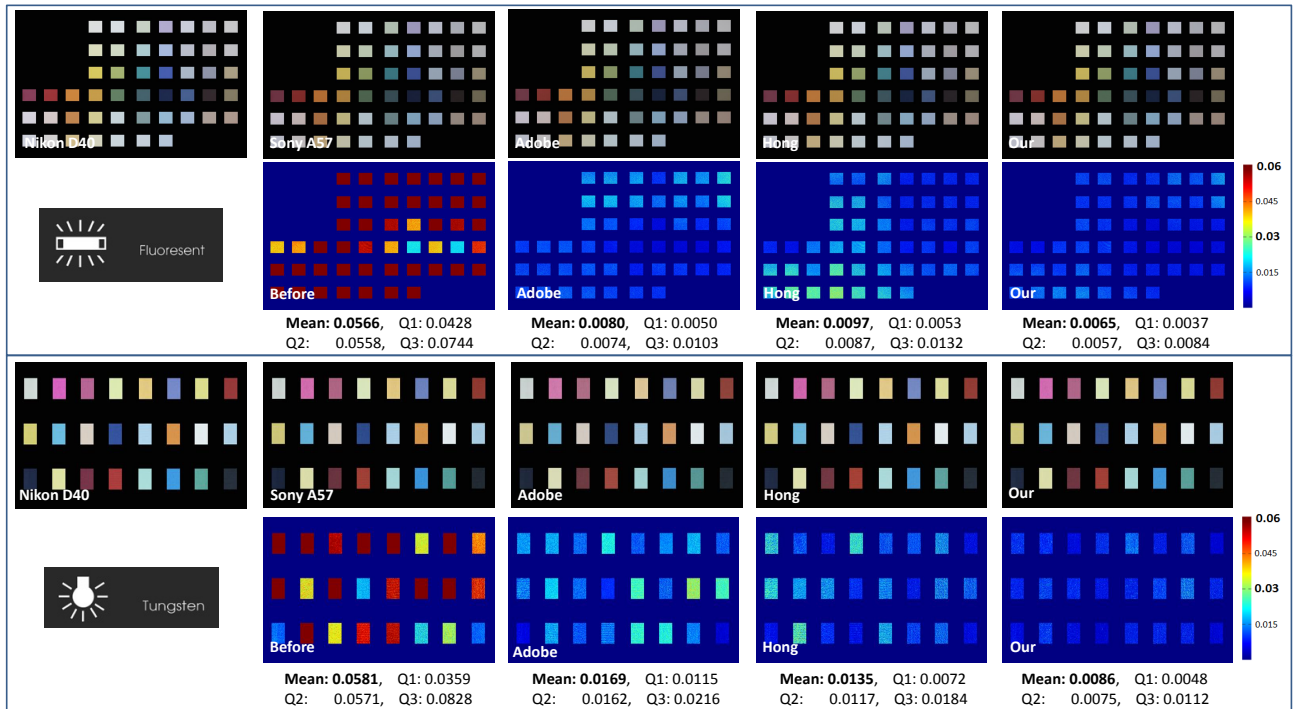 Nikon D40
Sony A57
Adobe
Hong
Our
Fluoresent
Before
Adobe
Hong
Our
0.06
0.045
0.03
0.015
Mean: 0.0566, Q1: 0.0428
Q2: 0.0558, Q3: 0.0744
Mean: 0.0080, Q1: 0.0050
Q2: 0.0074, Q3: 0.0103
Mean: 0.0097, Q1: 0.0053
Q2: 0.0087, Q3: 0.0132
Mean: 0.0065, Q1: 0.0037
Q2: 0.0057, Q3: 0.0084
Nikon D40
Sony A57
Adobe
Hong
Our
Tungsten
Before
Adobe
Hong
Our
0.06
0.045
0.03
0.015
Mean: 0.0581, Q1: 0.0359
Q2: 0.0571, Q3: 0.0828
Mean: 0.0169, Q1: 0.0115
Q2: 0.0162, Q3: 0.0216
Mean: 0.0135, Q1: 0.0072
Q2: 0.0117, Q3: 0.0184
Mean: 0.0086, Q1: 0.0048
Q2: 0.0075, Q3: 0.0112